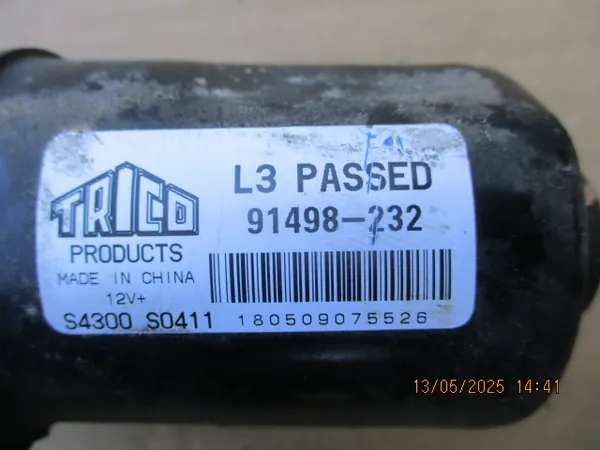 TRICO
PRODUCTS
MADE IN CHINA
12V+
S4300 S0411
L3 PASSED
91498-232
180509075526
13/05/2025 14:41